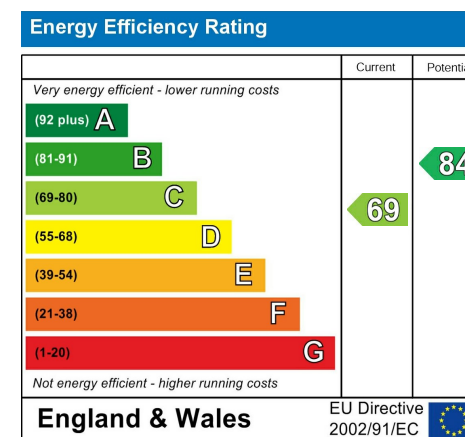 Energy Efficiency Rating
Current Potentia
Very energy efficient - lower running costs
(92 plus) A
(81-91) B
84
(69-80) C
69
(55-68) D
(39-54) E
(21-38) F
(1-20) G
Not energy efficient - higher running costs
England & Wales
EU Directive
2002/91/EC